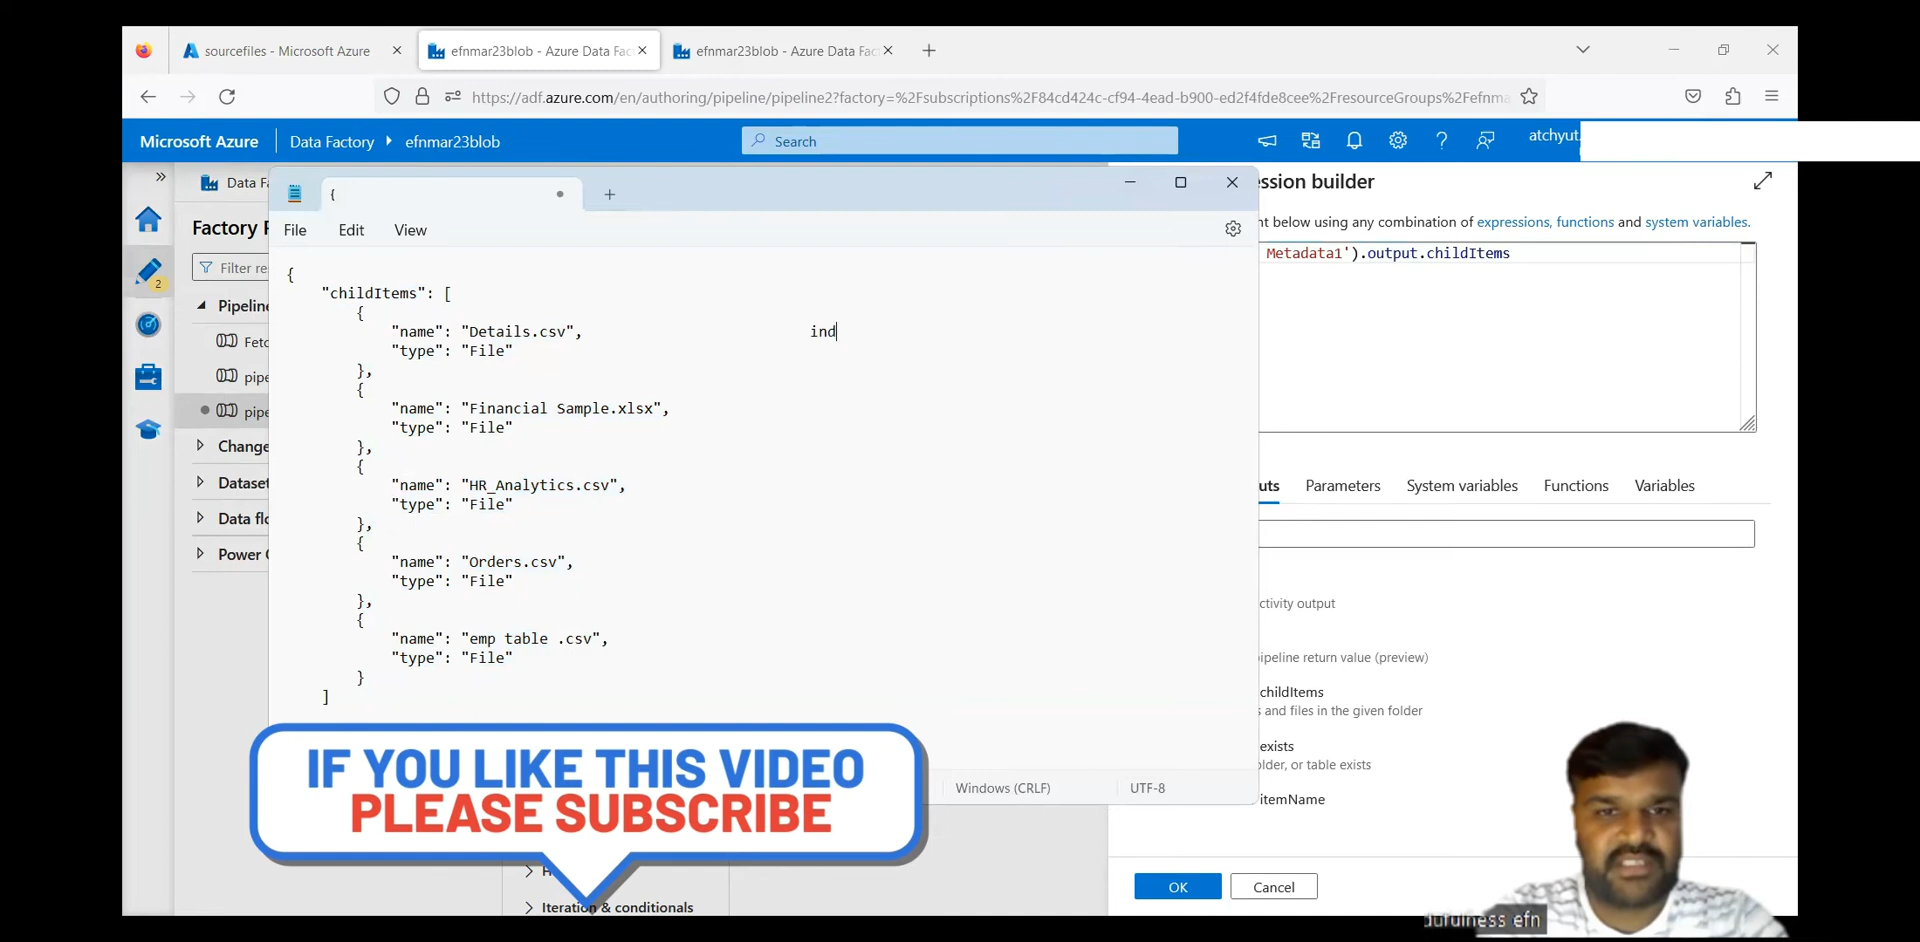 sourcefiles - Microsoft Azure
efnmar23blob - Azure Data Fac
efnmar23blob - Azure Data Fac
https://adf.azure.com/en/authoring/pipeline/pipeline2?factory=%2Fsubscriptions%2F84cd424c-cf94-4ead-b900-ed2f4fde8cee%2FresourceGroups%2Fefnma
Microsoft Azure
Data Factory
efnmar23blob
Search
atchyut
Data Fa
Factory R
Filter re
2
Pipeline
Fetc
pipe
pipe
Change
Dataset
Data flo
Power Q
{
File Edit View
{
"childItems": [
{
"name": "Details.csv", ind
"type": "File"
},
{
"name": "Financial Sample.xlsx",
"type": "File"
},
{
"name": "HR_Analytics.csv",
"type": "File"
},
{
"name": "Orders.csv",
"type": "File"
},
{
"name": "emp table .csv",
"type": "File"
}
]
Windows (CRLF)
UTF-8
ession builder
nt below using any combination of expressions, functions and system variables.
Metadata1').output.childItems
uts
Parameters
System variables
Functions
Variables
ctivity output
ipeline return value (preview)
childItems
s and files in the given folder
exists
older, or table exists
itemName
OK
Cancel
IF YOU LIKE THIS VIDEO
PLEASE SUBSCRIBE
Iteration & conditionals
efn